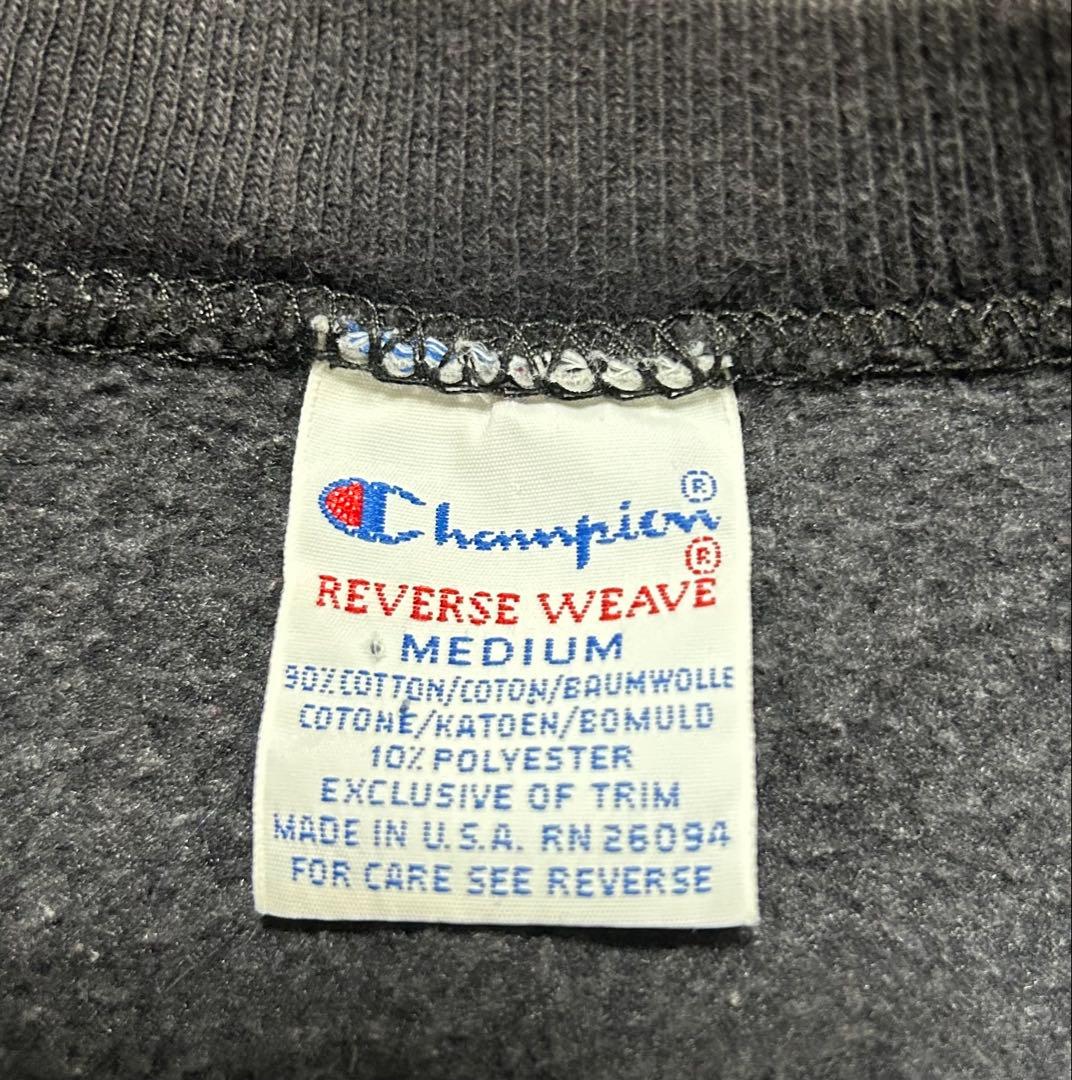 Champion®
REVERSE WEAVE®
MEDIUM
90% COTTON/COTON/BAUMWOLLE
COTONE/KATOEN/BOMULD
10% POLYESTER
EXCLUSIVE OF TRIM
MADE IN U.S.A. RN 26094
FOR CARE SEE REVERSE